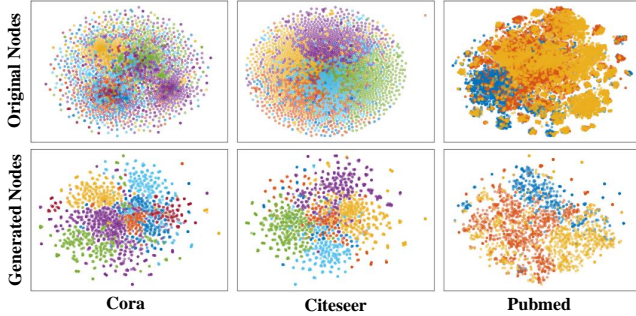 Original Nodes
Generated Nodes
Cora
Citeseer
Pubmed